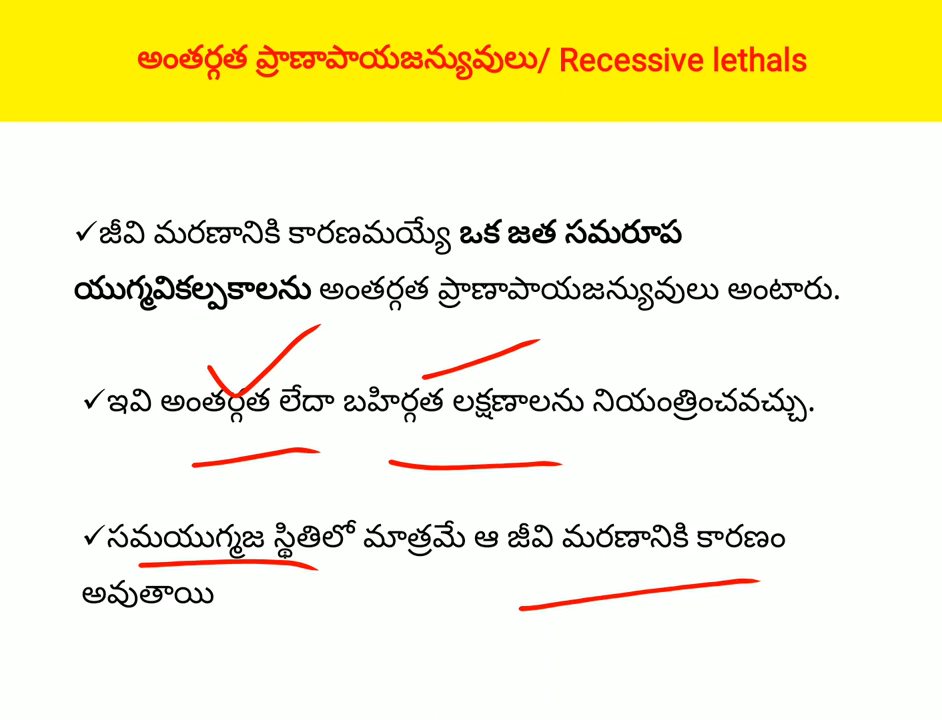 అంతర్గత ప్రాణాపాయజన్యువులు/ Recessive lethals
✓జీవి మరణానికి కారణమయ్యే ఒక జత సమరూప
యుగ్మవికల్పకాలను అంతర్గత ప్రాణాపాయజన్యువులు అంటారు.
✓ఇవి అంతర్గత లేదా బహిర్గత లక్షణాలను నియంత్రించవచ్చు.
✓సమయుగ్మజ స్థితిలో మాత్రమే ఆ జీవి మరణానికి కారణం
అవుతాయి